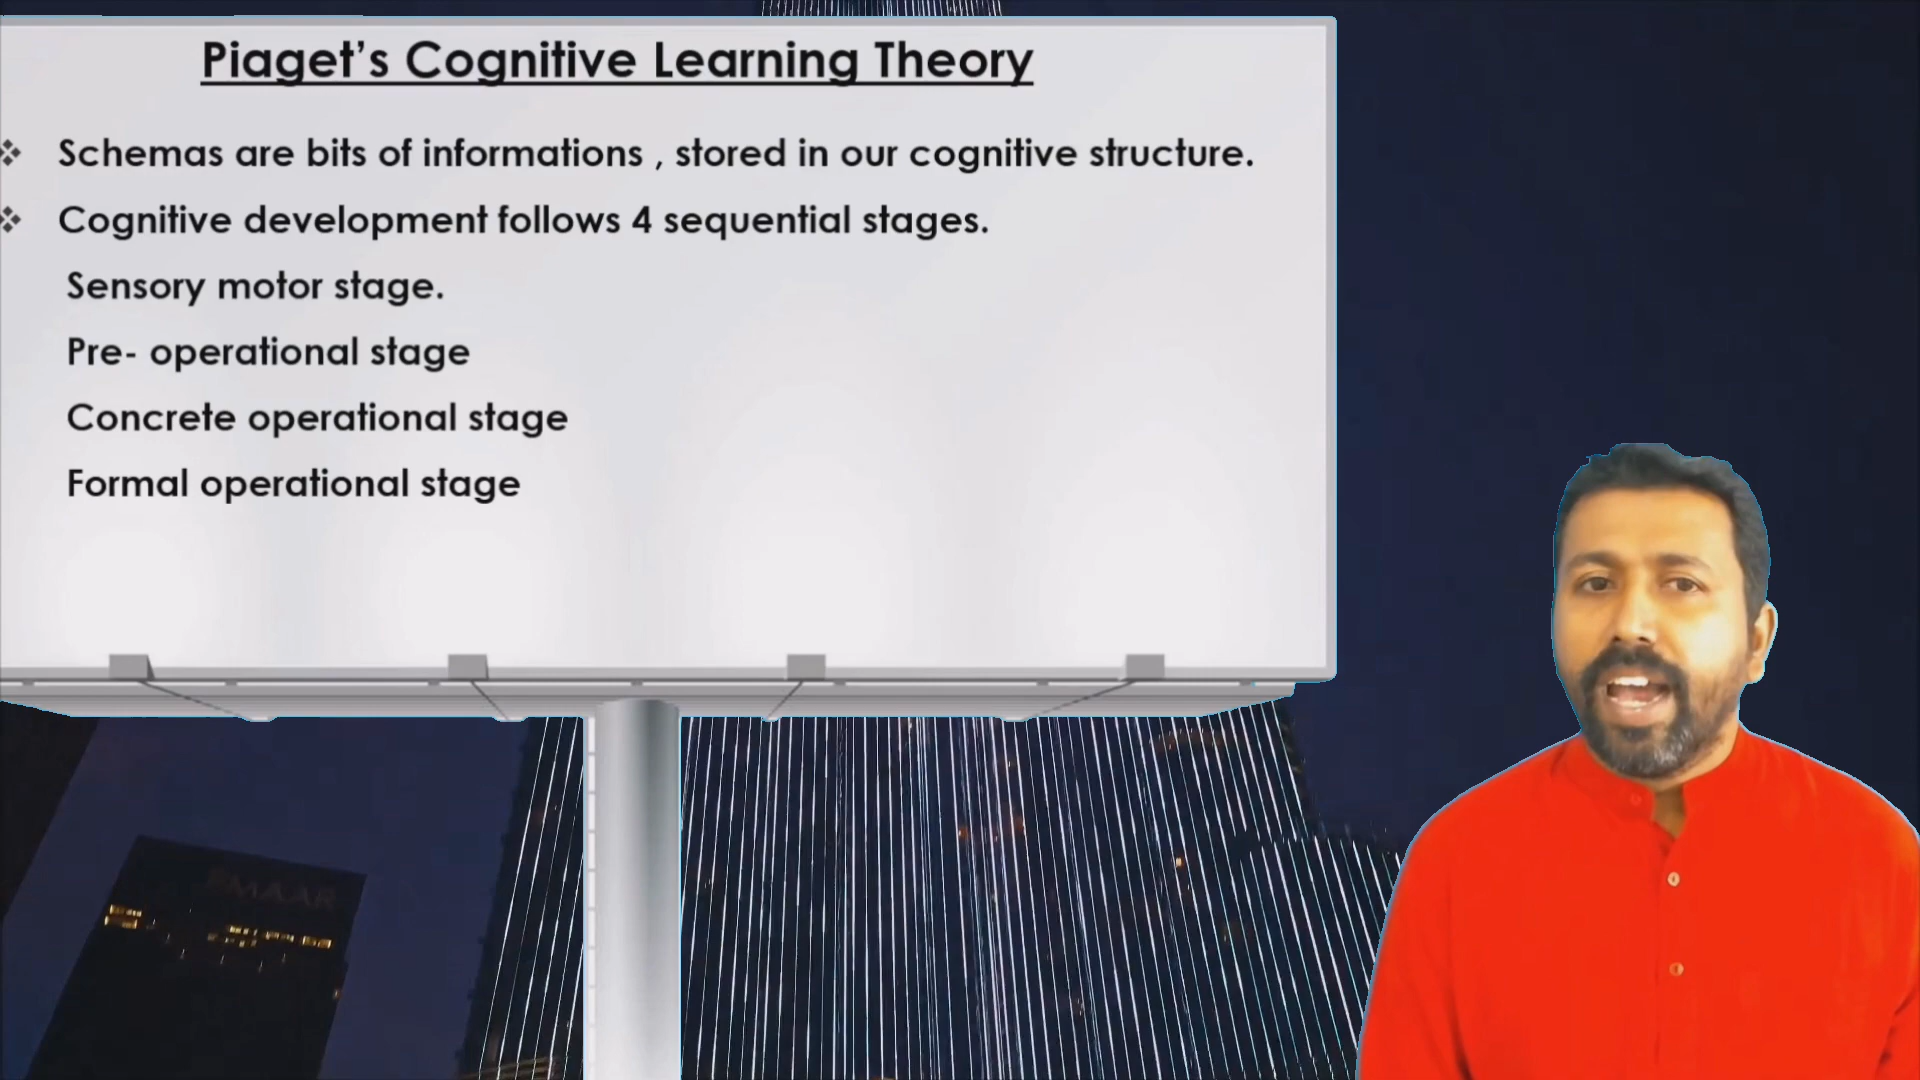 Piaget's Cognitive Learning Theory
❖ Schemas are bits of informations , stored in our cognitive structure.
❖ Cognitive development follows 4 sequential stages.
Sensory motor stage.
Pre- operational stage
Concrete operational stage
Formal operational stage
EMAAR